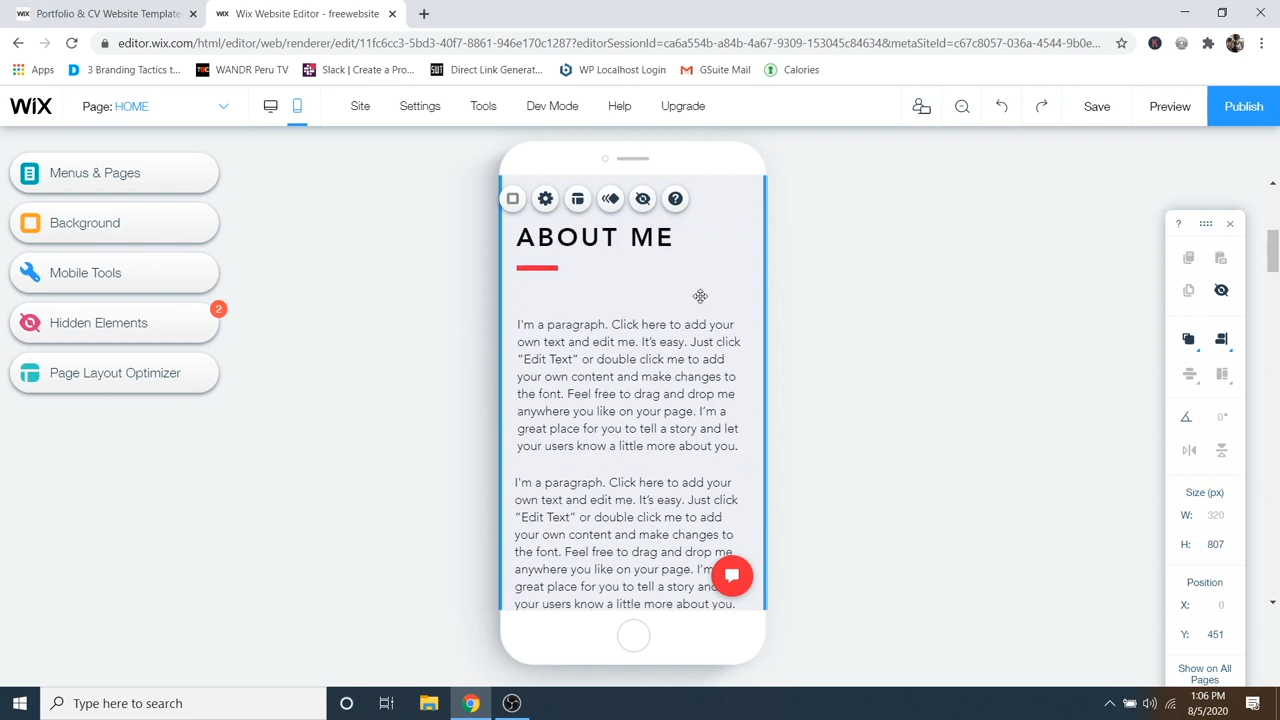 WIX Portfolio & CV Website Template
WIX Wix Website Editor - freewebsite
editor.wix.com/html/editor/web/renderer/edit/11fc6cc3-5bd3-40f7-8861-946e170c1287?editorSessionId=ca6a554b-a84b-4a67-9309-153045c84634&metaSiteId=c67c8057-036a-4544-9b0e...
Apps
3 Branding Tactics t...
WANDR Peru TV
Slack | Create a Pro...
Direct Link Generat...
WP Localhost Login
GSuite Mail
Calories
WiX
Page: HOME
Site
Settings
Tools
Dev Mode
Help
Upgrade
Save
Preview
Publish
Menus & Pages
Background
Mobile Tools
Hidden Elements
2
Page Layout Optimizer
ABOUT ME
I'm a paragraph. Click here to add your
own text and edit me. It's easy. Just click
"Edit Text" or double click me to add
your own content and make changes to
the font. Feel free to drag and drop me
anywhere you like on your page. I'm a
great place for you to tell a story and let
your users know a little more about you.
I'm a paragraph. Click here to add your
own text and edit me. It's easy. Just click
"Edit Text" or double click me to add
your own content and make changes to
the font. Feel free to drag and drop me
anywhere you like on your page. I'm
great place for you to tell a story and
your users know a little more about you.
?
0°
Size (px)
W: 320
H: 807
Position
X: 0
Y: 451
Show on All
Pages
Type here to search
1:06 PM
8/5/2020